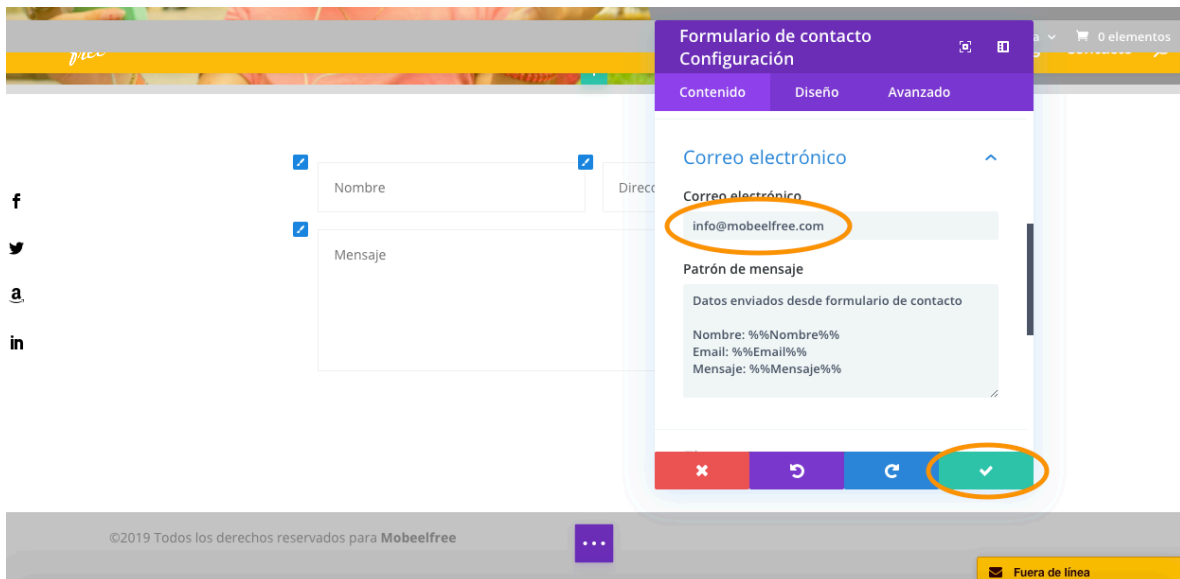 free
0 elementos
Formulario de contacto
Configuración
Contenido
Diseño
Avanzado
Correo electrónico
Correo electrónico
info@mobeelfree.com
Patrón de mensaje
Datos enviados desde formulario de contacto
Nombre: %%Nombre%%
Email: %%Email%%
Mensaje: %%Mensaje%%
Nombre
Direcc
Mensaje
a
in
©2019 Todos los derechos reservados para Mobeelfree
Fuera de línea